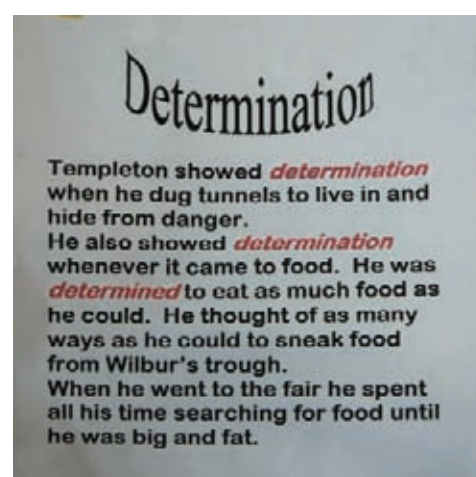 Determination
Templeton showed determination
when he dug tunnels to live in and
hide from danger.
He also showed determination
whenever it came to food.  He was
determined to eat as much food as
he could.  He thought of as many
ways as he could to sneak food
from Wilbur's trough.
When he went to the fair he spent
all his time searching for food until
he was big and fat.